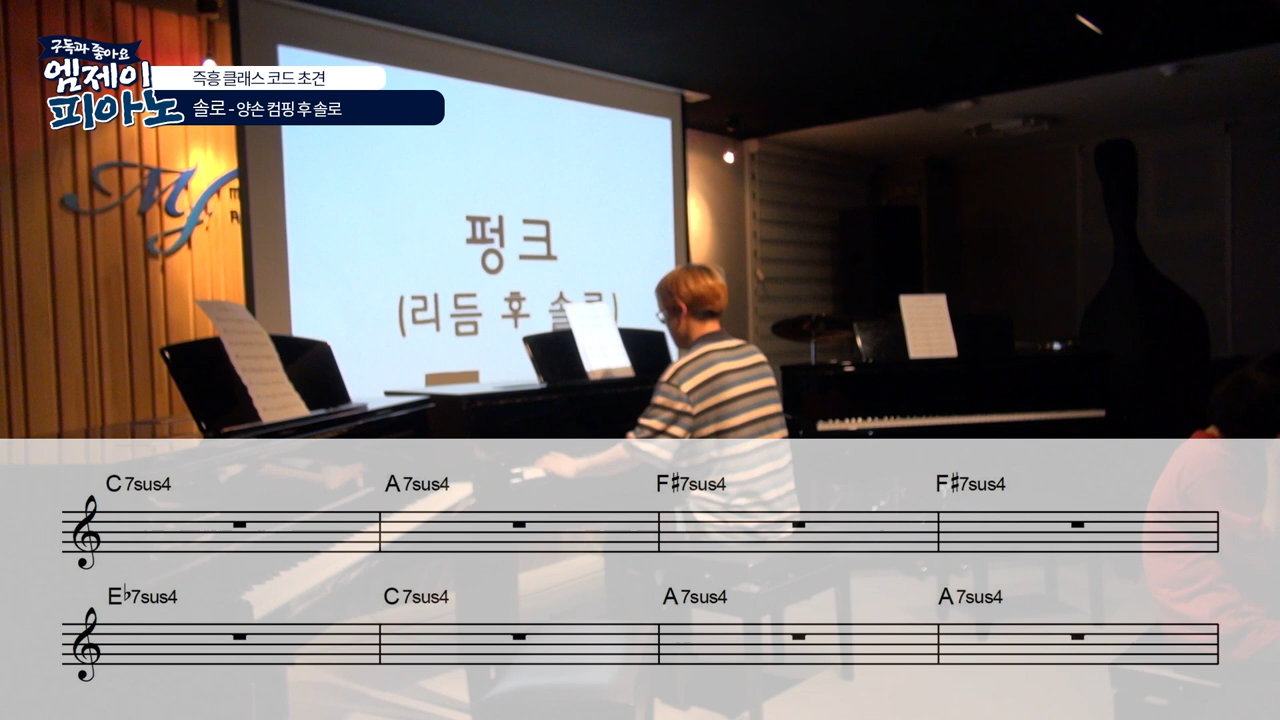 구독과 좋아요
엠제이
피아노
즉흥 클래스 코드 초견
솔로 - 양손 컴핑 후 솔로
Mf
펑크
(리듬 후 솔로)
C7sus4 A7sus4 F#7sus4 F#7sus4
E♭7sus4 C7sus4 A7sus4 A7sus4